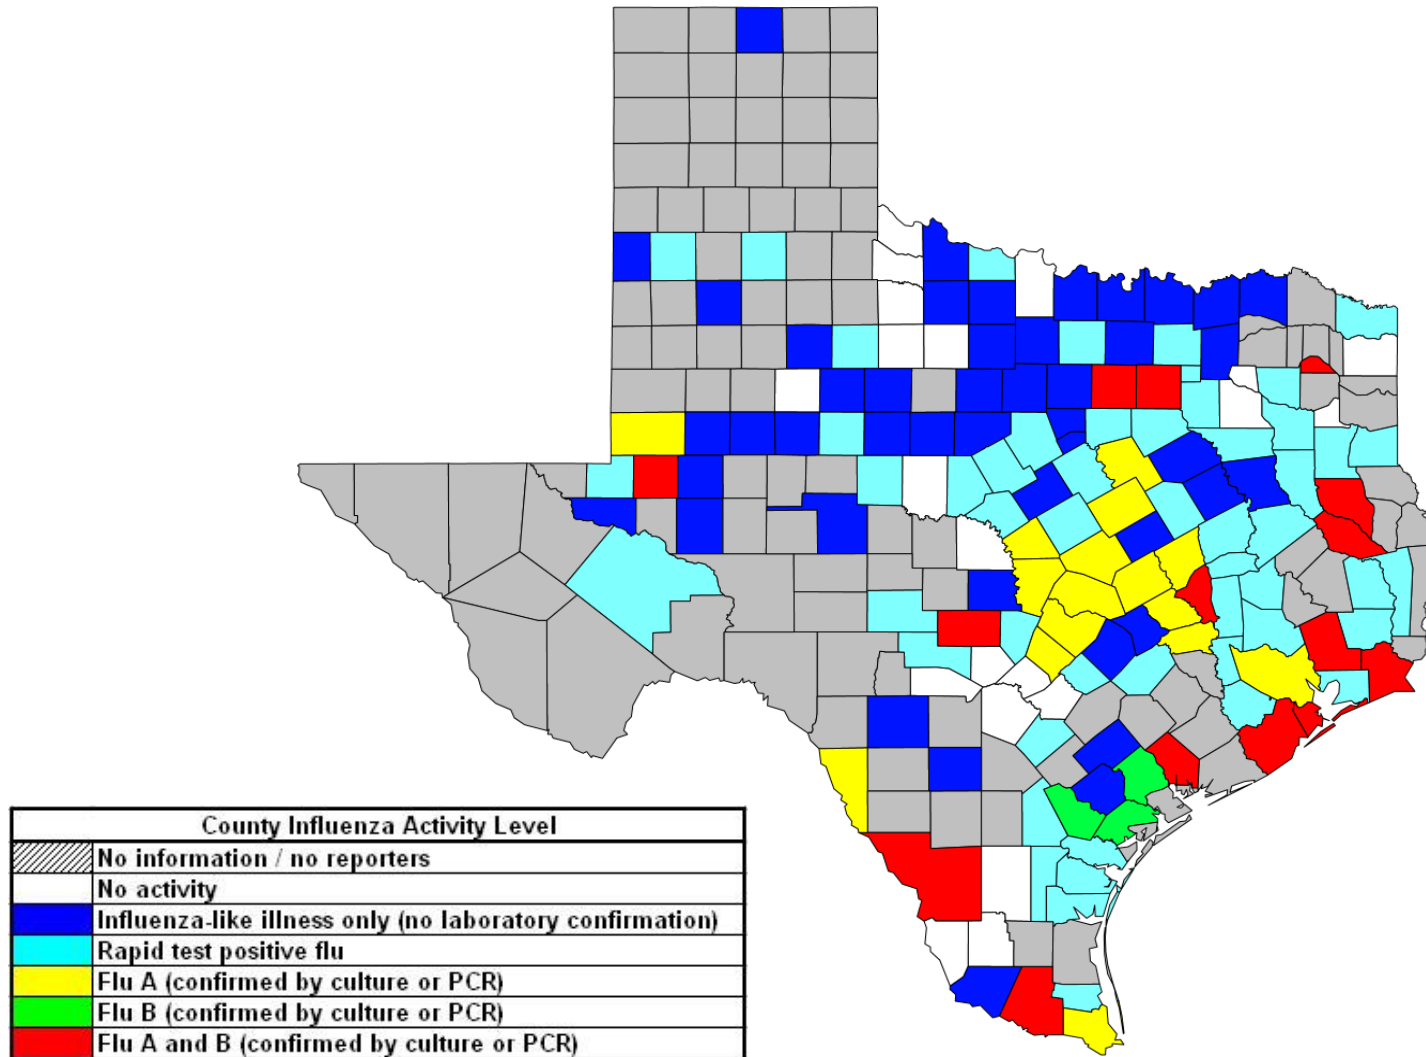 County Influenza Activity Level
No information / no reporters
No activity
Influenza-like illness only (no laboratory confirmation)
Rapid test positive flu
Flu A (confirmed by culture or PCR)
Flu B (confirmed by culture or PCR)
Flu A and B (confirmed by culture or PCR)